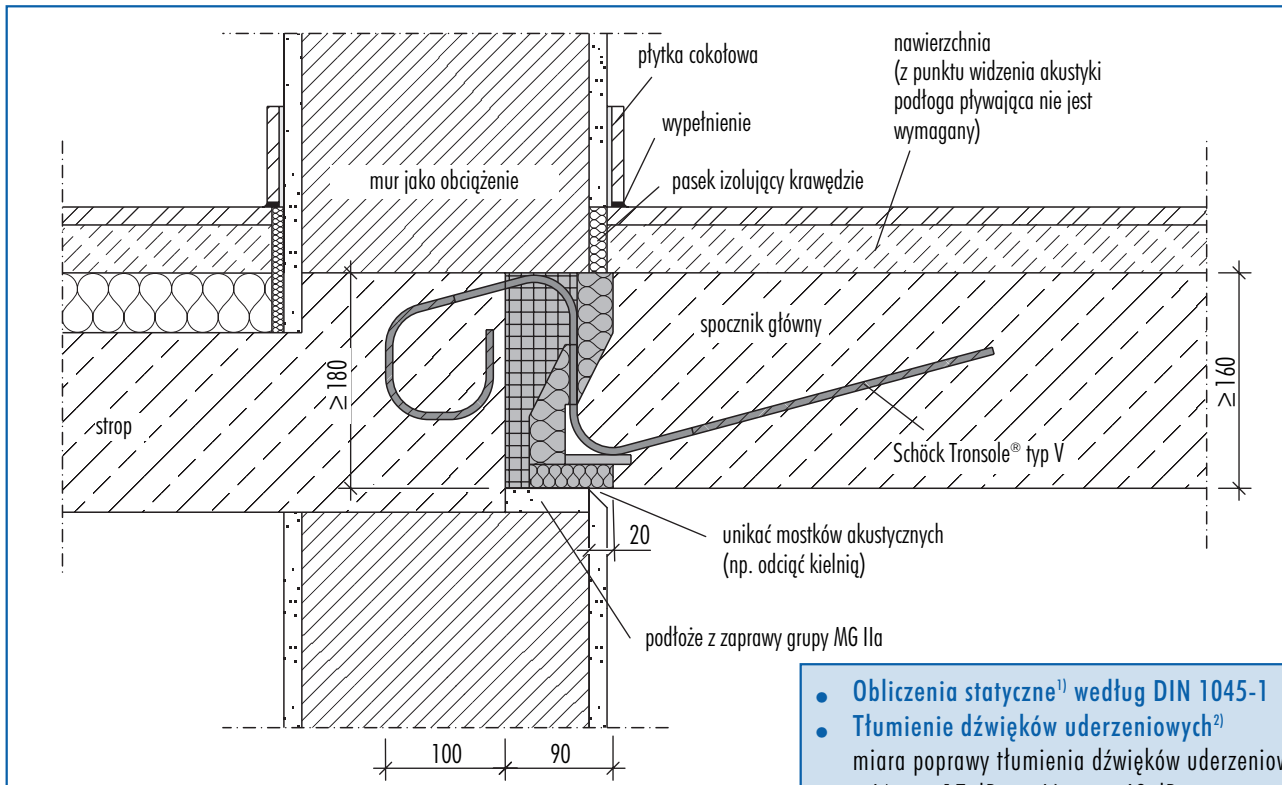 płytka cokołowa
nawierzchnia
(z punktu widzenia akustyki
podłoga pływająca nie jest
wymagany)
wypełnienie
mur jako obciążenie
pasek izolujący krawędzie
spocznik główny
≥180
≥160
strop
Schöck Tronsole® typ V
20
unikać mostków akustycznych
(np. odciąć kielnią)
podłoże z zaprawy grupy MG IIa
100
90
• Obliczenia statyczne1) według DIN 1045-1
• Tłumienie dźwięków uderzeniowych2)
miara poprawy tłumienia dźwięków uderzeniow